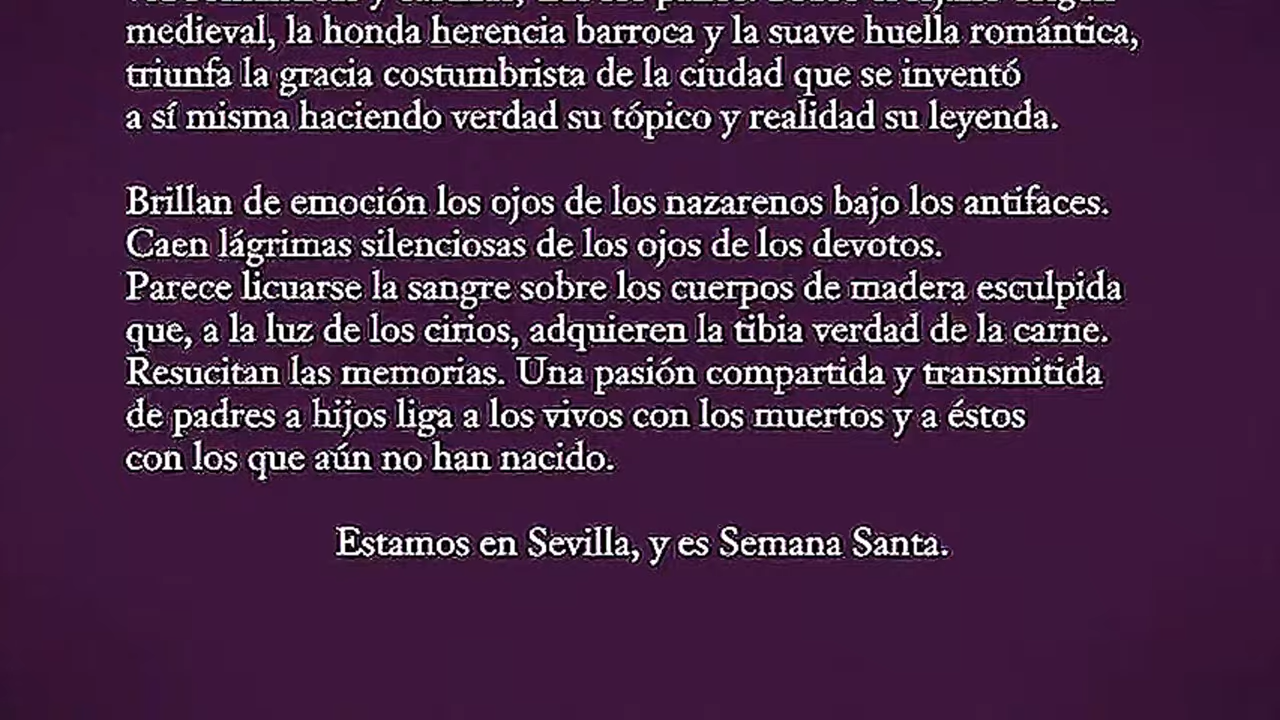 medieval, la honda herencia barroca y la suave huella romántica,
triunfa la gracia costumbrista de la ciudad que se inventó
a sí misma haciendo verdad su tópico y realidad su leyenda.
Brillan de emoción los ojos de los nazarenos bajo los antifaces.
Caen lágrimas silenciosas de los ojos de los devotos.
Parece licuarse la sangre sobre los cuerpos de madera esculpida
que, a la luz de los cirios, adquieren la tibia verdad de la carne.
Resucitan las memorias. Una pasión compartida y transmitida
de padres a hijos liga a los vivos con los muertos y a éstos
con los que aún no han nacido.
Estamos en Sevilla, y es Semana Santa.